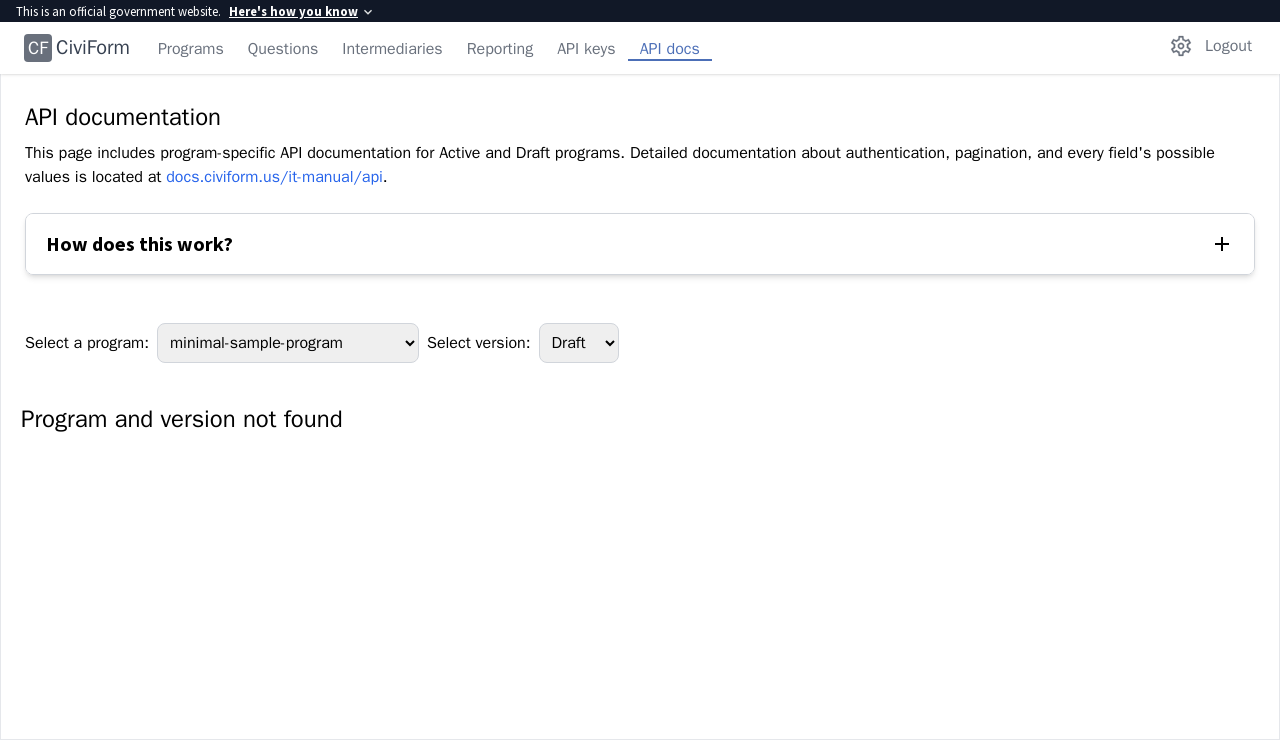 This is an official government website. Here's how you know
CF CiviForm Programs Questions Intermediaries Reporting API keys API docs Logout
API documentation
This page includes program-specific API documentation for Active and Draft programs. Detailed documentation about authentication, pagination, and every field's possible
values is located at docs.civiform.us/it-manual/api.
How does this work?
Select a program: minimal-sample-program Select version: Draft
Program and version not found